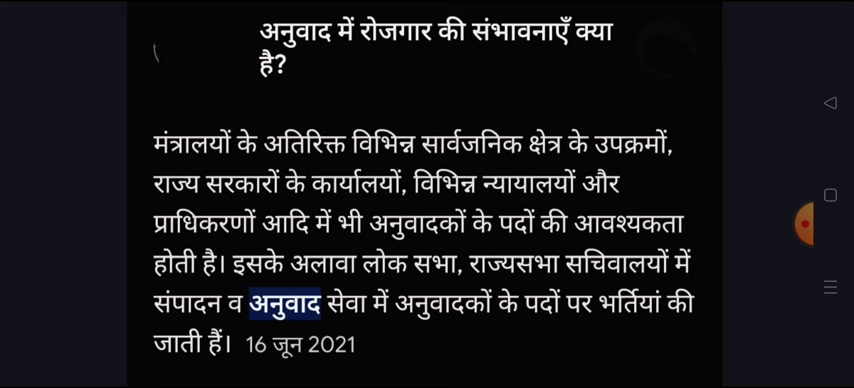 अनुवाद में रोजगार की संभावनाएँ क्या
है?
मंत्रालयों के अतिरिक्त विभिन्न सार्वजनिक क्षेत्र के उपक्रमों,
राज्य सरकारों के कार्यालयों, विभिन्न न्यायालयों और
प्राधिकरणों आदि में भी अनुवादकों के पदों की आवश्यकता
होती है। इसके अलावा लोक सभा, राज्यसभा सचिवालयों में
संपादन व अनुवाद सेवा में अनुवादकों के पदों पर भर्तियां की
जाती हैं। 16 जून 2021